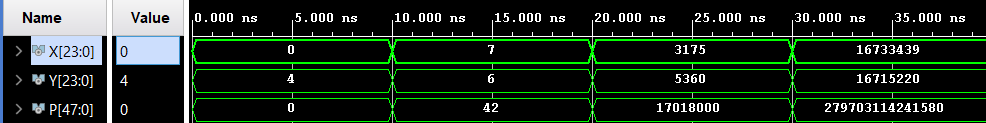 Name Value 0.000 ns 5.000 ns 10.000 ns 15.000 ns 20.000 ns 25.000 ns 30.000 ns 35.000 ns
X[23:0] 0 0 7 3175 16733439
Y[23:0] 4 4 6 5360 16715220
P[47:0] 0 0 42 17018000 279703114241580